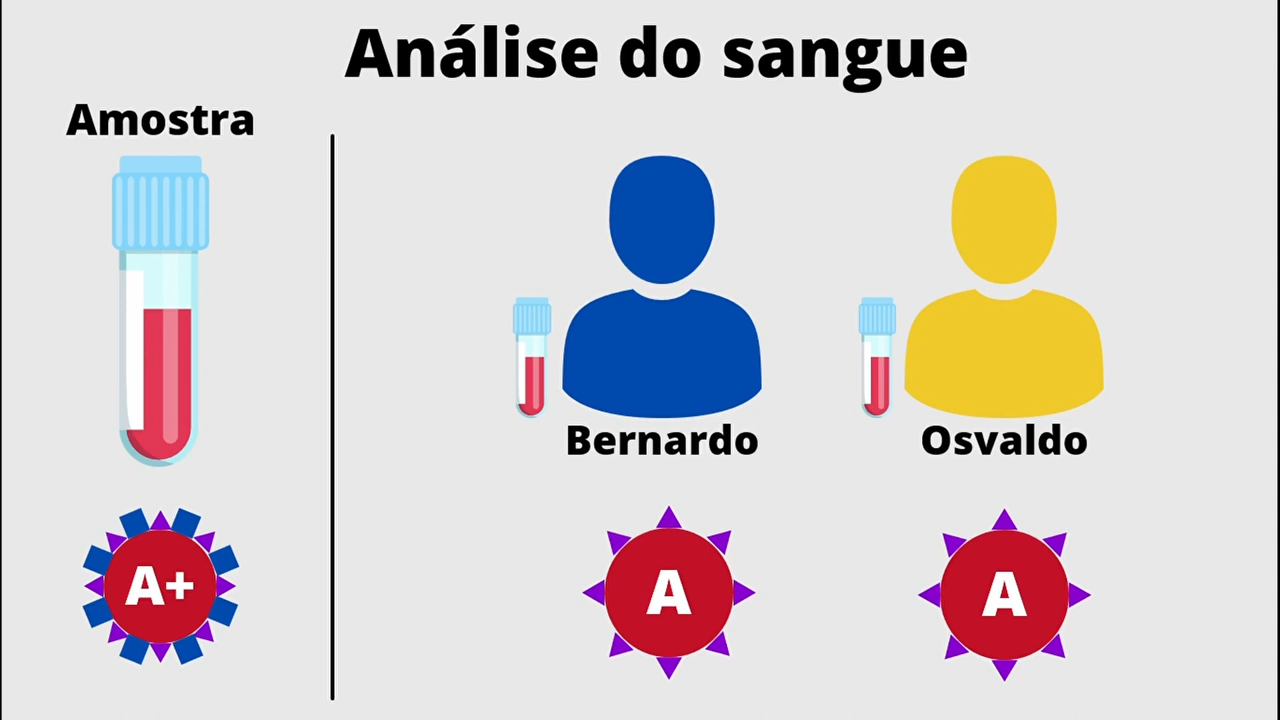 Análise do sangue
Amostra
Bernardo
Osvaldo
A+
A
A